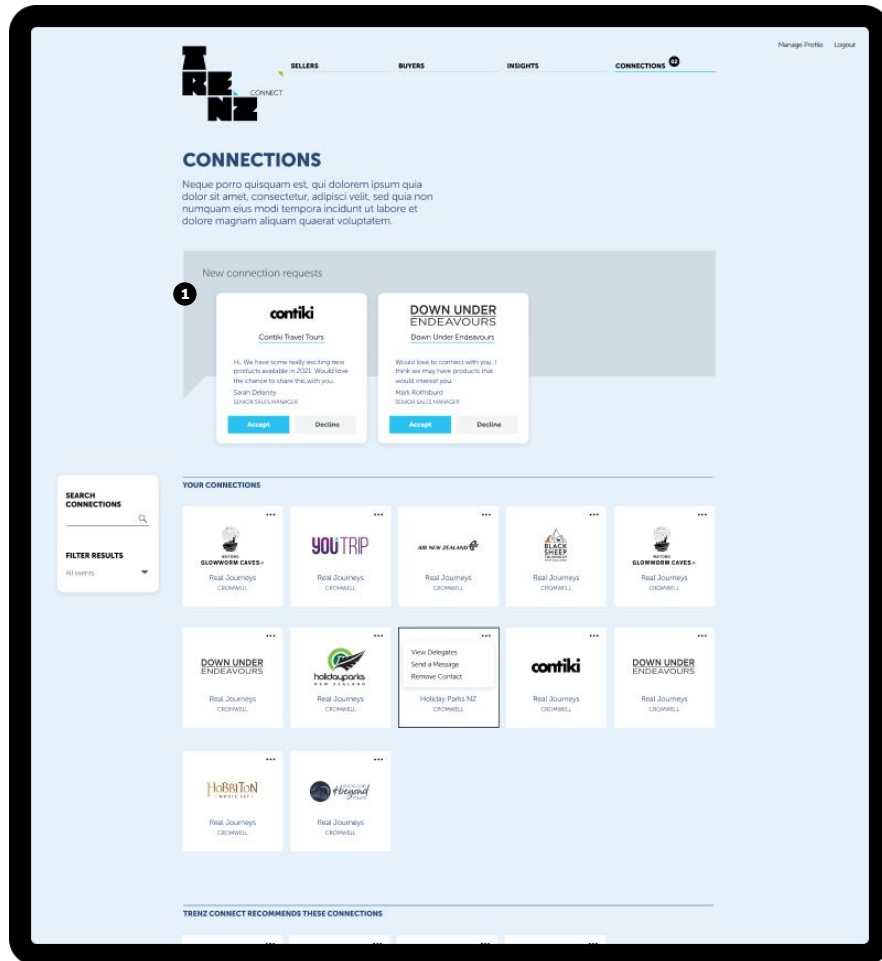 Manage Profile Logout
TRENZ
CONNECT
SELLERS
BUYERS
INSIGHTS
CONNECTIONS 02
CONNECTIONS
Neque porro quisquam est, qui dolorem ipsum quia
dolor sit amet, consectetur, adipisci velit, sed quia non
numquam eius modi tempora incidunt ut labore et
dolore magnam aliquam quaerat voluptatem.
New connection requests
1
contiki
Contiki Travel Tours
Hi. We have some really exciting new
products available in 2021. Would love
the chance to share this with you.
Sarah Delaney
SENIOR SALES MANAGER
Accept Decline
DOWN UNDER
ENDEAVOURS
Down Under Endeavours
Would love to connect with you. I
think we may have products that
would interest you.
Mark Rothsburd
SENIOR SALES MANAGER
Accept Decline
SEARCH
CONNECTIONS
FILTER RESULTS
All events
YOUR CONNECTIONS
WAITOMO
GLOWWORM CAVES
Real Journeys
CROMWELL
YOUTRIP
Real Journeys
CROMWELL
AIR NEW ZEALAND
Real Journeys
CROMWELL
BLACK
SHEEP
Real Journeys
CROMWELL
WAITOMO
GLOWWORM CAVES
Real Journeys
CROMWELL
DOWN UNDER
ENDEAVOURS
Real Journeys
CROMWELL
holidayparks
NEW ZEALAND
Real Journeys
CROMWELL
View Delegates
Send a Message
Remove Contact
Holiday Parks NZ
CROMWELL
contiki
Real Journeys
CROMWELL
DOWN UNDER
ENDEAVOURS
Real Journeys
CROMWELL
HOBBITON
MOVIE SET
Real Journeys
CROMWELL
AUCKLAND
& beyond
TOURS
Real Journeys
CROMWELL
TRENZ CONNECT RECOMMENDS THESE CONNECTIONS